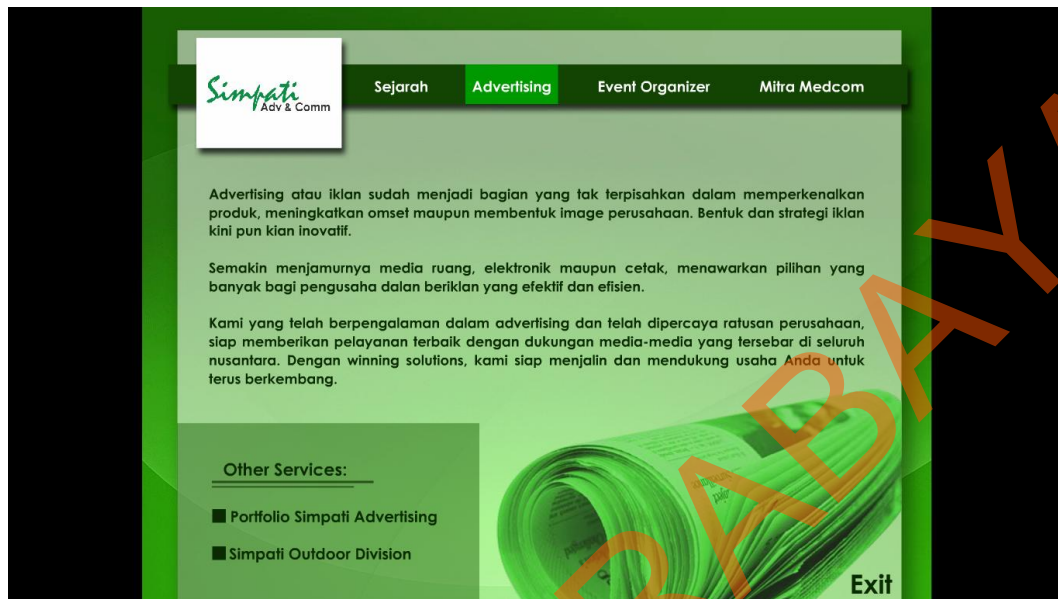 Simpati
Adv & Comm
Sejarah
Advertising
Event Organizer
Mitra Medcom
Advertising atau iklan sudah menjadi bagian yang tak terpisahkan dalam memperkenalkan
produk, meningkatkan omset maupun membentuk image perusahaan. Bentuk dan strategi iklan
kini pun kian inovatif.
Semakin menjamurnya media ruang, elektronik maupun cetak, menawarkan pilihan yang
banyak bagi pengusaha dalan beriklan yang efektif dan efisien.
Kami yang telah berpengalaman dalam advertising dan telah dipercaya ratusan perusahaan,
siap memberikan pelayanan terbaik dengan dukungan media-media yang tersebar di seluruh
nusantara. Dengan winning solutions, kami siap menjalin dan mendukung usaha Anda untuk
terus berkembang.
Other Services:
Portfolio Simpati Advertising
Simpati Outdoor Division
Exit
ABAYA